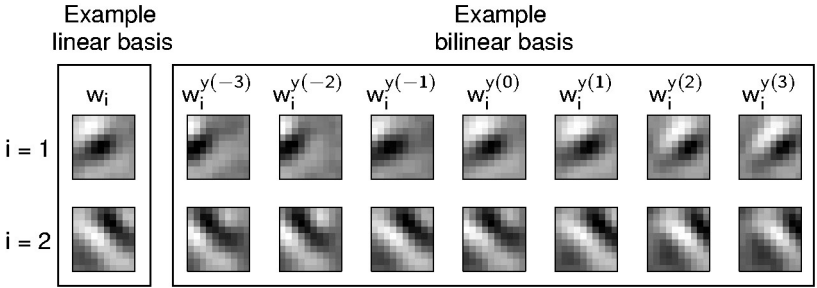 Example
linear basis
Example
bilinear basis
w_i w_i^{y(−3)} w_i^{y(−2)} w_i^{y(−1)} w_i^{y(0)} w_i^{y(1)} w_i^{y(2)} w_i^{y(3)}
i = 1
i = 2